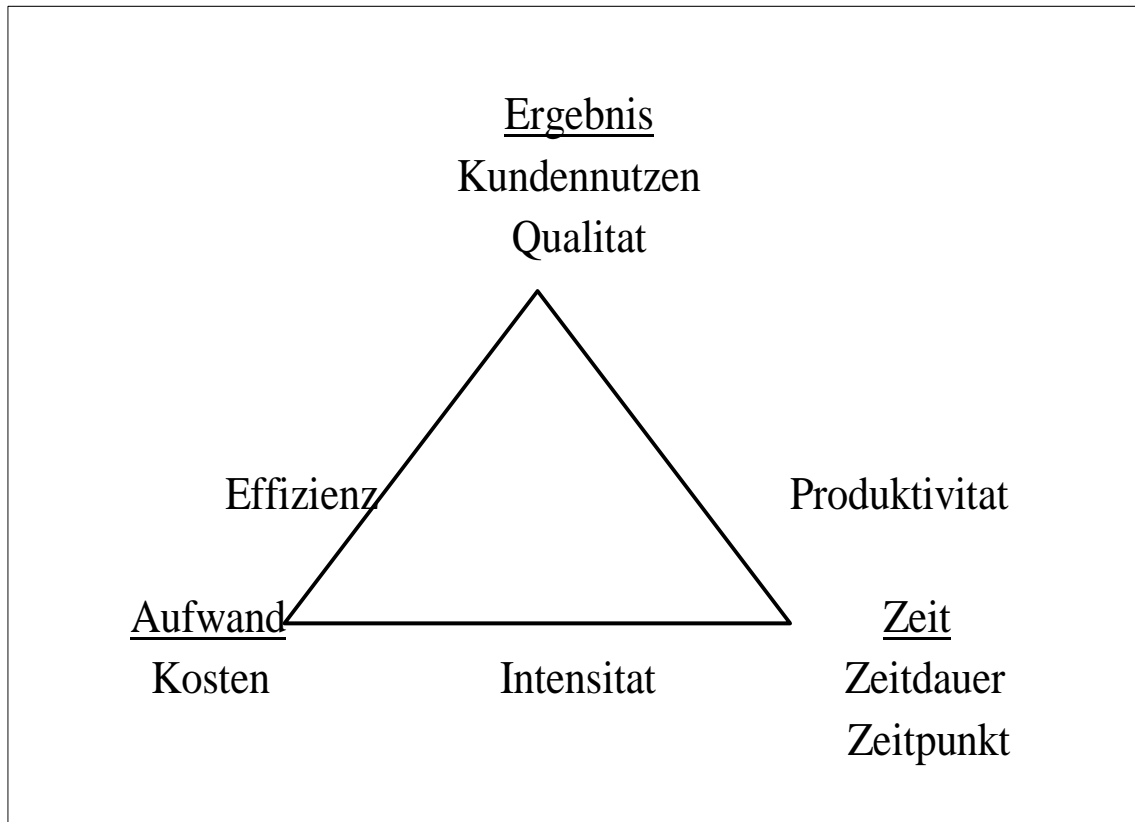 Ergebnis
Kundennutzen
Qualitat
Effizienz
Produktivitat
Aufwand
Kosten
Intensitat
Zeit
Zeitdauer
Zeitpunkt